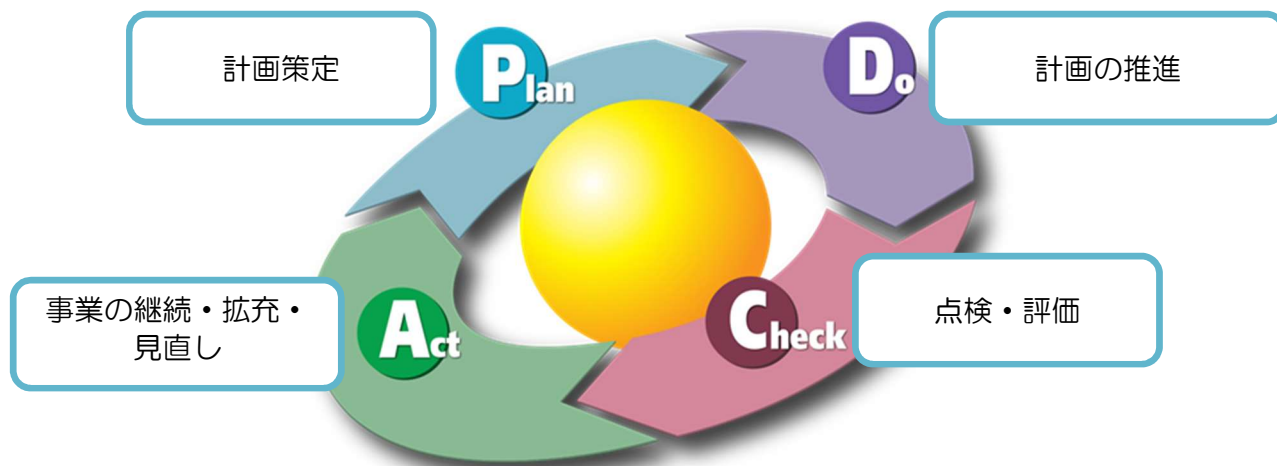 計画策定
Plan
Do
計画の推進
事業の継続・拡充・
見直し
Act
Check
点検・評価